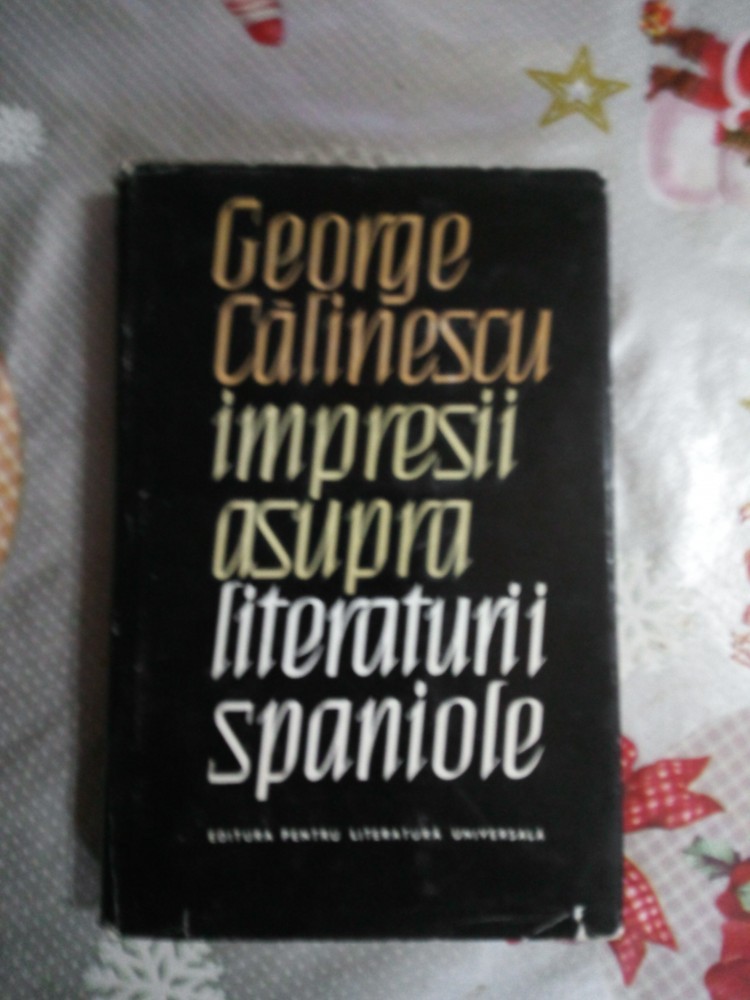 George
Călinescu
impresii
asupra
literaturii
spaniole
EDITURA PENTRU LITERATURĂ UNIVERSALĂ